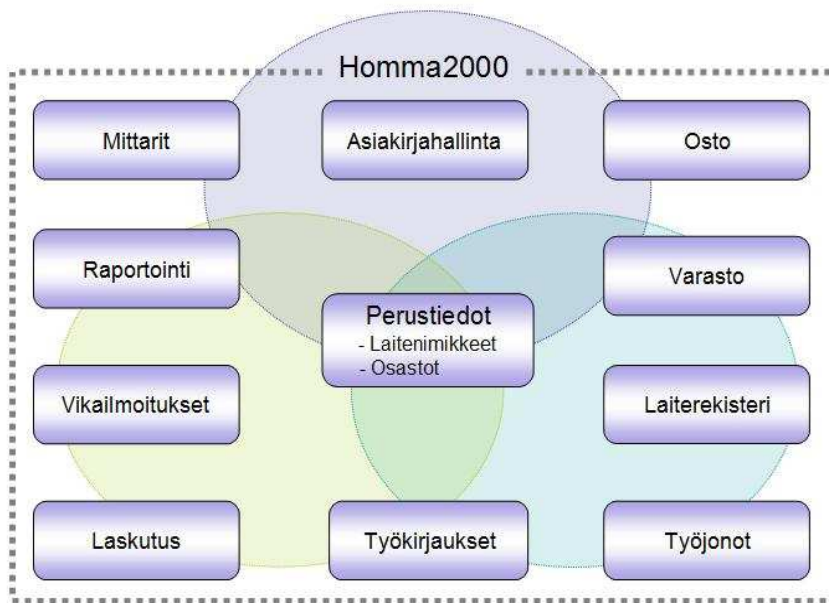 Homma2000
Mittarit
Asiakirjahallinta
Osto
Raportointi
Varasto
Perustiedot
- Laitenimikkeet
- Osastot
Vikailmoitukset
Laiterekisteri
Laskutus
Työkirjaukset
Työjonot